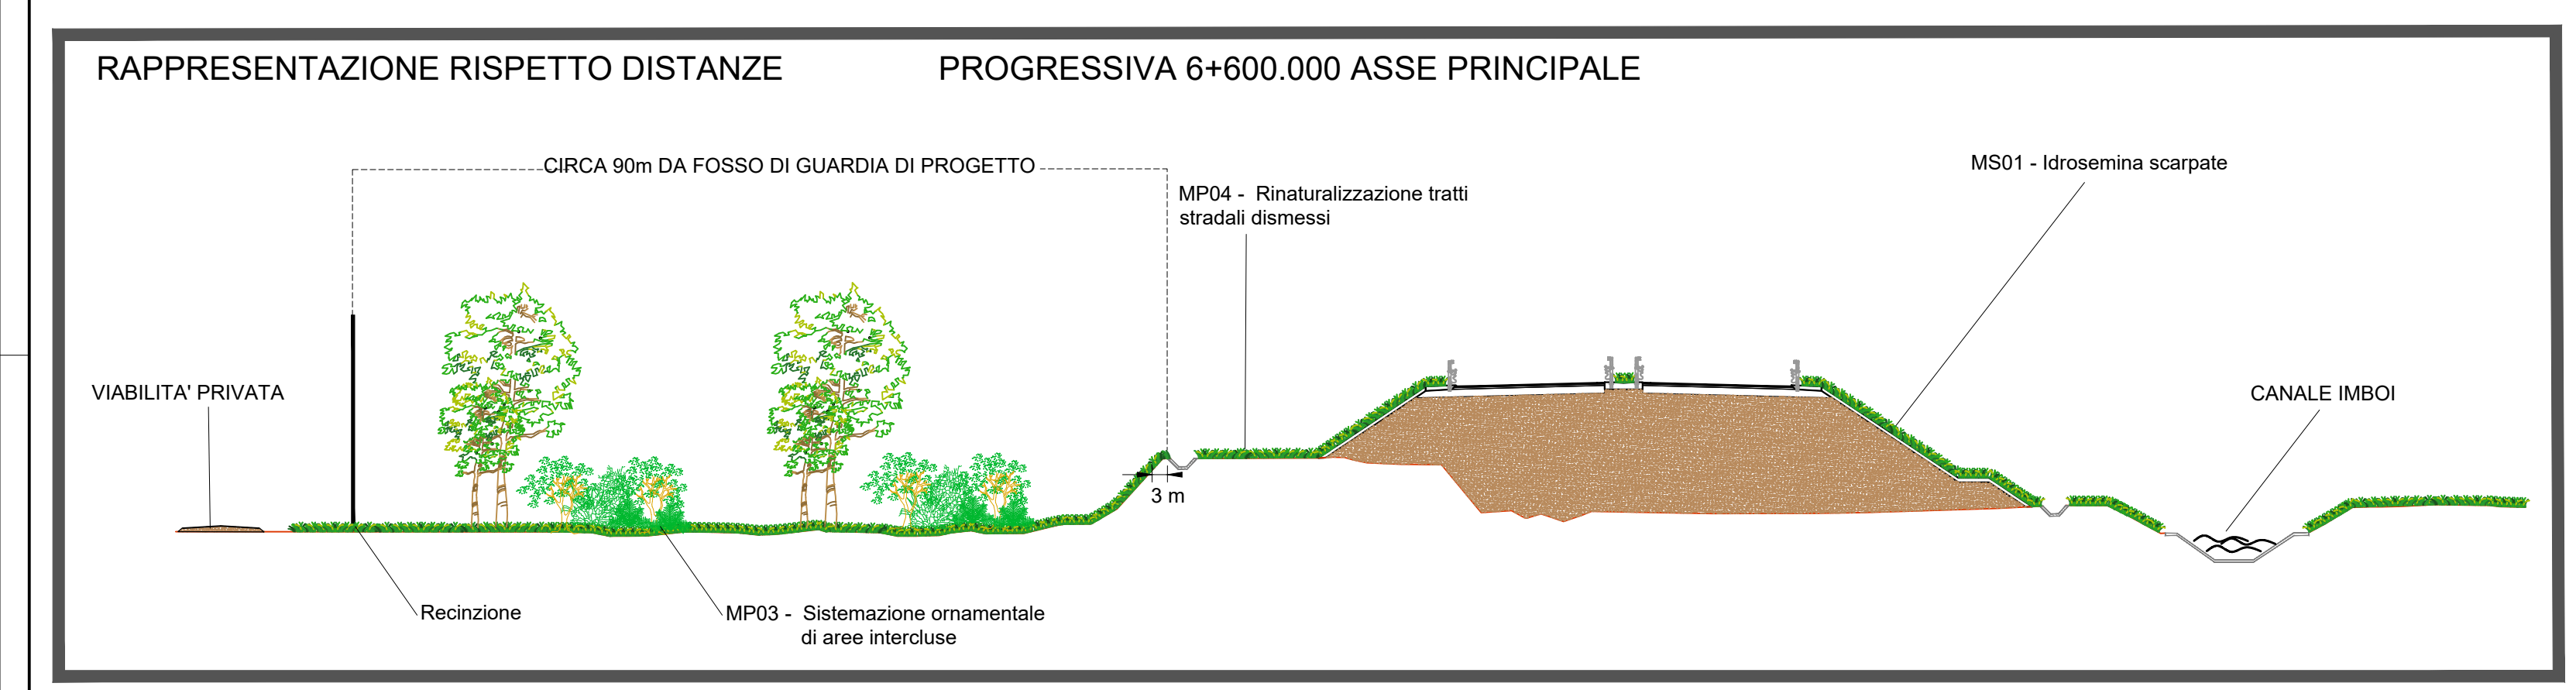 RAPPRESENTAZIONE RISPETTO DISTANZE
PROGRESSIVA 6+600.000 ASSE PRINCIPALE
CIRCA 90m DA FOSSO DI GUARDIA DI PROGETTO
MS01 - Idrosemina scarpate
MP04 - Rinaturalizzazione tratti
stradali dismessi
VIABILITA' PRIVATA
CANALE IMBOI
3 m
Recinzione
MP03 - Sistemazione ornamentale
di aree intercluse